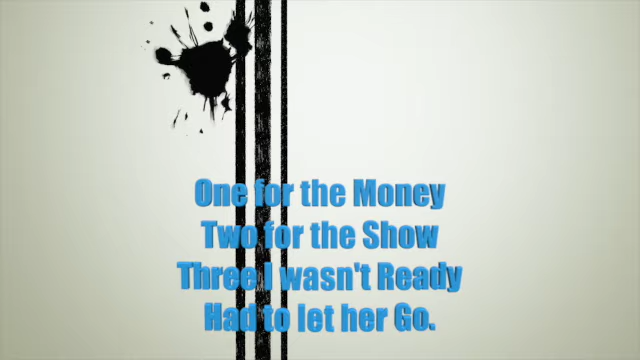 One for the Money
Two for the Show
Three I wasn't Ready
Had to let her Go.